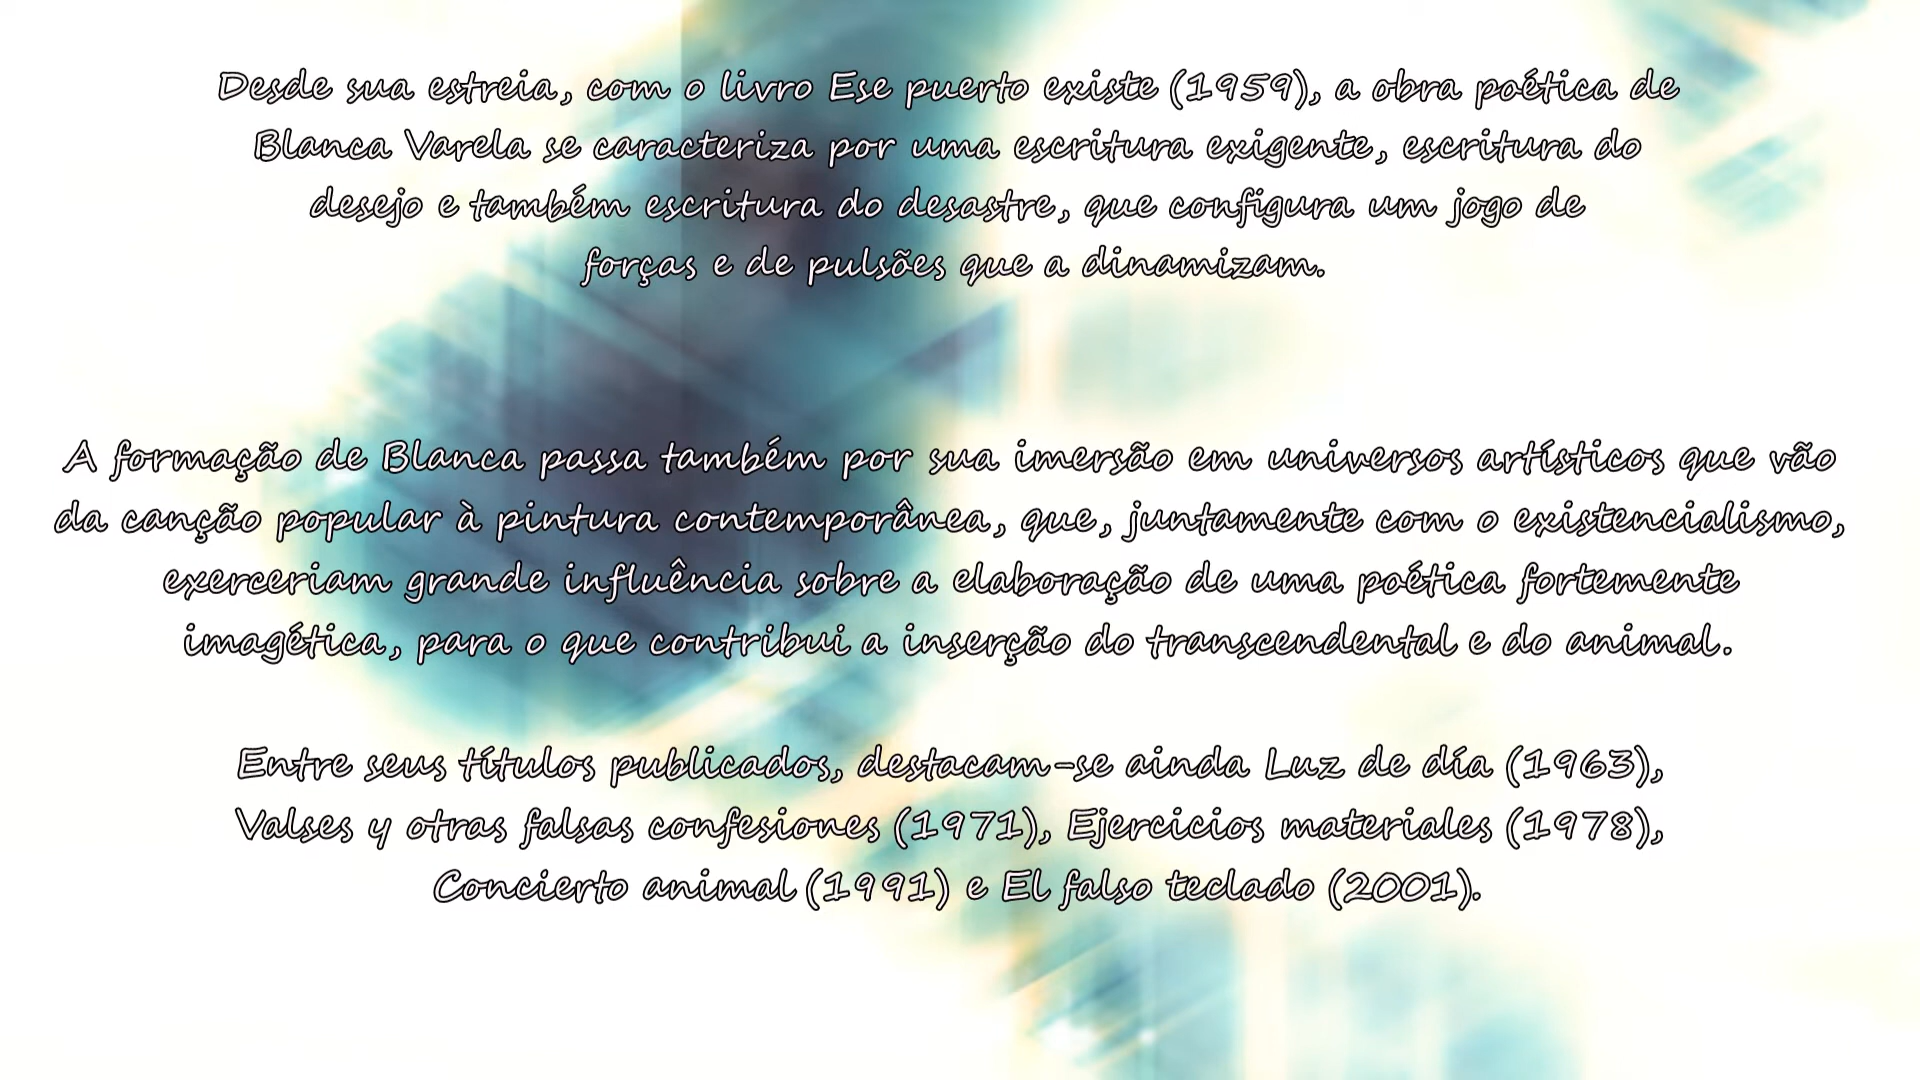 Desde sua estreia, com o livro Ese puerto existe (1959), a obra poética de
Blanca Varela se caracteriza por uma escritura exigente, escritura do
desejo e também escritura do desastre, que configura um jogo de
forças e de pulsões que a dinamizam.
A formação de Blanca passa também por sua imersão em universos artísticos que vão
da canção popular à pintura contemporânea, que, juntamente com o existencialismo,
exerceriam grande influência sobre a elaboração de uma poética fortemente
imagética, para o que contribui a inserção do transcendental e do animal.
Entre seus títulos publicados, destacam-se ainda Luz de día (1963),
Valses y otras falsas confesiones (1971), Ejercicios materiales (1978),
Concierto animal (1991) e El falso teclado (2001).